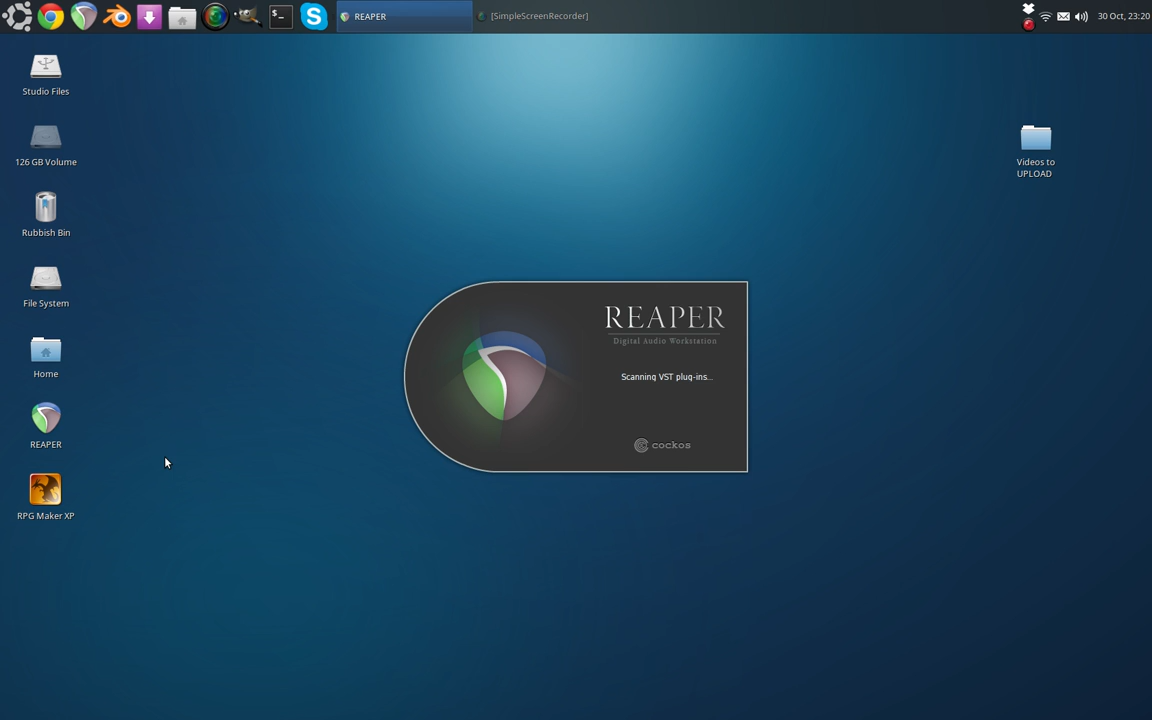 REAPER
[SimpleScreenRecorder]
30 Oct, 23:20
Studio Files
126 GB Volume
Rubbish Bin
File System
Home
REAPER
RPG Maker XP
Videos to
UPLOAD
REAPER
Digital Audio Workstation
Scanning VST plug-ins...
cockos